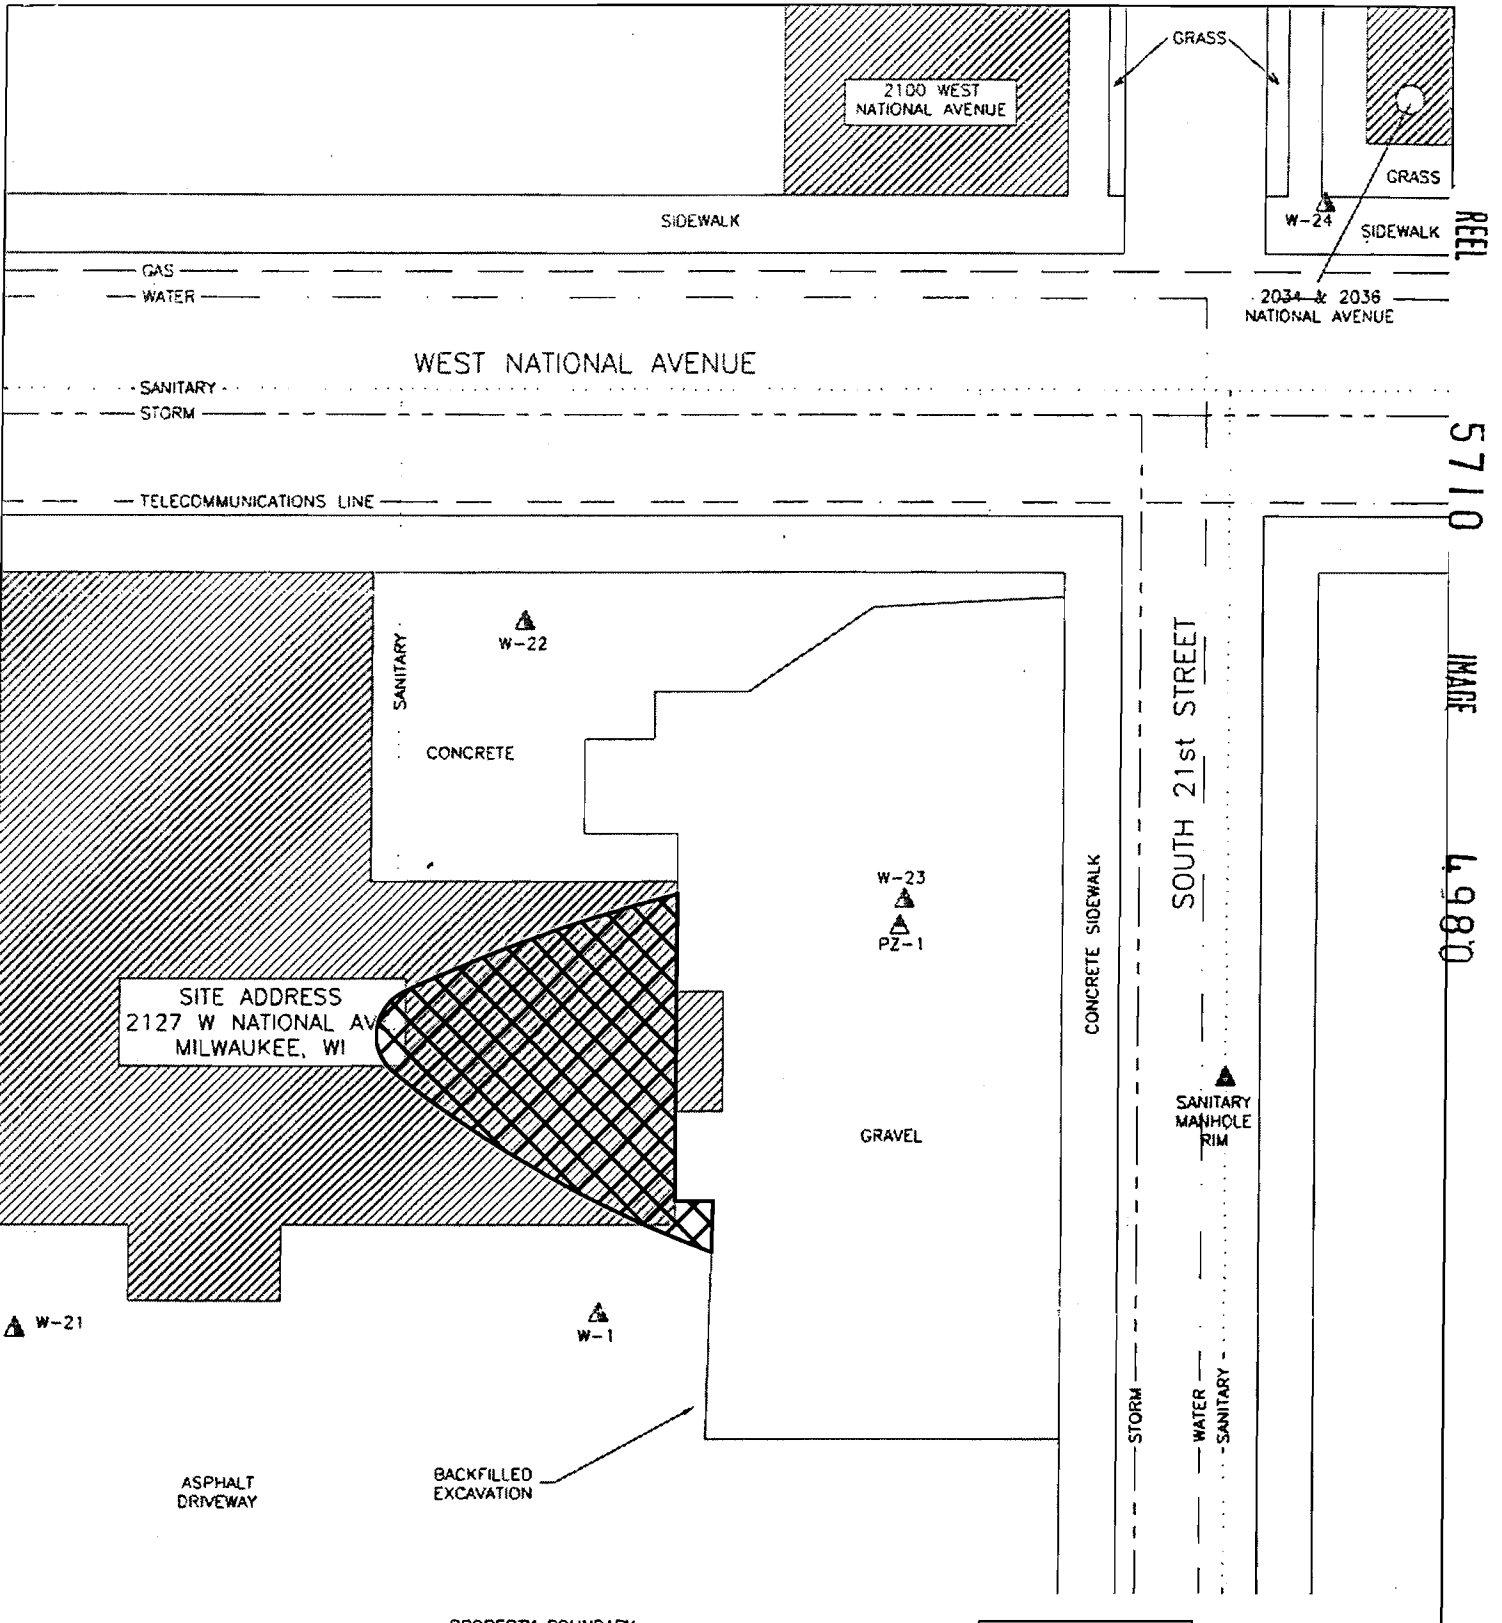 GRASS
2100 WEST
NATIONAL AVENUE
GRASS
W-24
SIDEWALK
SIDEWALK
REEL
GAS
WATER
2034 & 2036
NATIONAL AVENUE
WEST NATIONAL AVENUE
SANITARY
STORM
5710
TELECOMMUNICATIONS LINE
W-22
SANITARY
SOUTH 21st STREET
IMAGE
CONCRETE
W-23
PZ-1
CONCRETE SIDEWALK
4980
SITE ADDRESS
2127 W NATIONAL AV
MILWAUKEE, WI
SANITARY
MANHOLE
RIM
GRAVEL
W-21
W-1
STORM
WATER
SANITARY
BACKFILLED
EXCAVATION
ASPHALT
DRIVEWAY
PROPERTY BOUNDARY